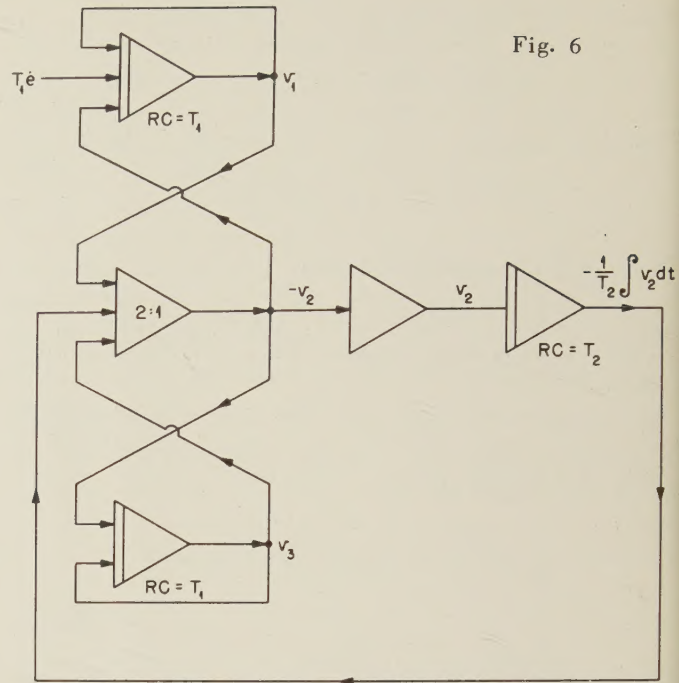 Fig. 6
T₁ė
v₁
RC = T₁
2:1
-v₂
v₂
-1/T₂ ∫ v₂dt
RC = T₂
v₃
RC = T₁